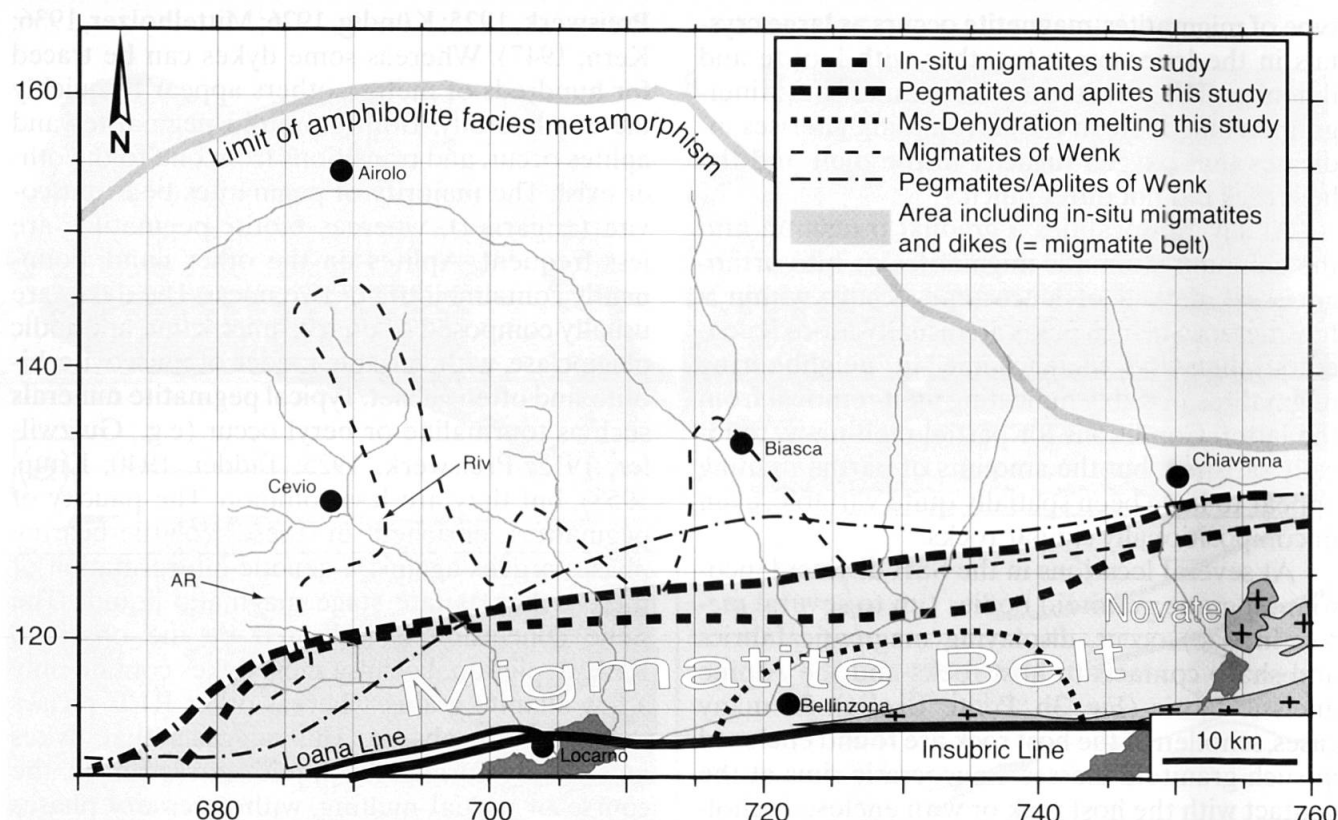 In-situ migmatites this study
Pegmatites and aplites this study
Ms-Dehydration melting this study
Migmatites of Wenk
Pegmatites/Aplites of Wenk
Area including in-situ migmatites
and dikes (= migmatite belt)
N
160
140
120
Limit of amphibolite facies metamorphism
Airolo
Biasca
Riv
Chiavenna
Cevio
AR
Novate
Migmatite Belt
Bellinzona
Loana Line
Locarno
Insubric Line
10 km
680
700
720
740
760